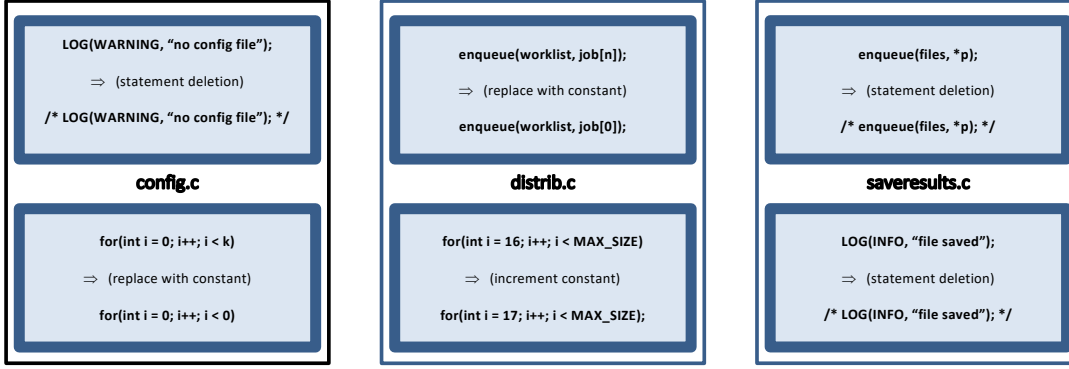 LOG(WARNING, “no config file”);
⇒ (statement deletion)
/* LOG(WARNING, “no config file”); */
config.c
for(int i = 0; i++; i < k)
⇒ (replace with constant)
for(int i = 0; i++; i < 0)
enqueue(worklist, job[n]);
⇒ (replace with constant)
enqueue(worklist, job[0]);
distrib.c
for(int i = 16; i++; i < MAX_SIZE)
⇒ (increment constant)
for(int i = 17; i++; i < MAX_SIZE);
enqueue(files, *p);
⇒ (statement deletion)
/* enqueue(files, *p); */
saveresults.c
LOG(INFO, “file saved”);
⇒ (statement deletion)
/* LOG(INFO, “file saved”); */